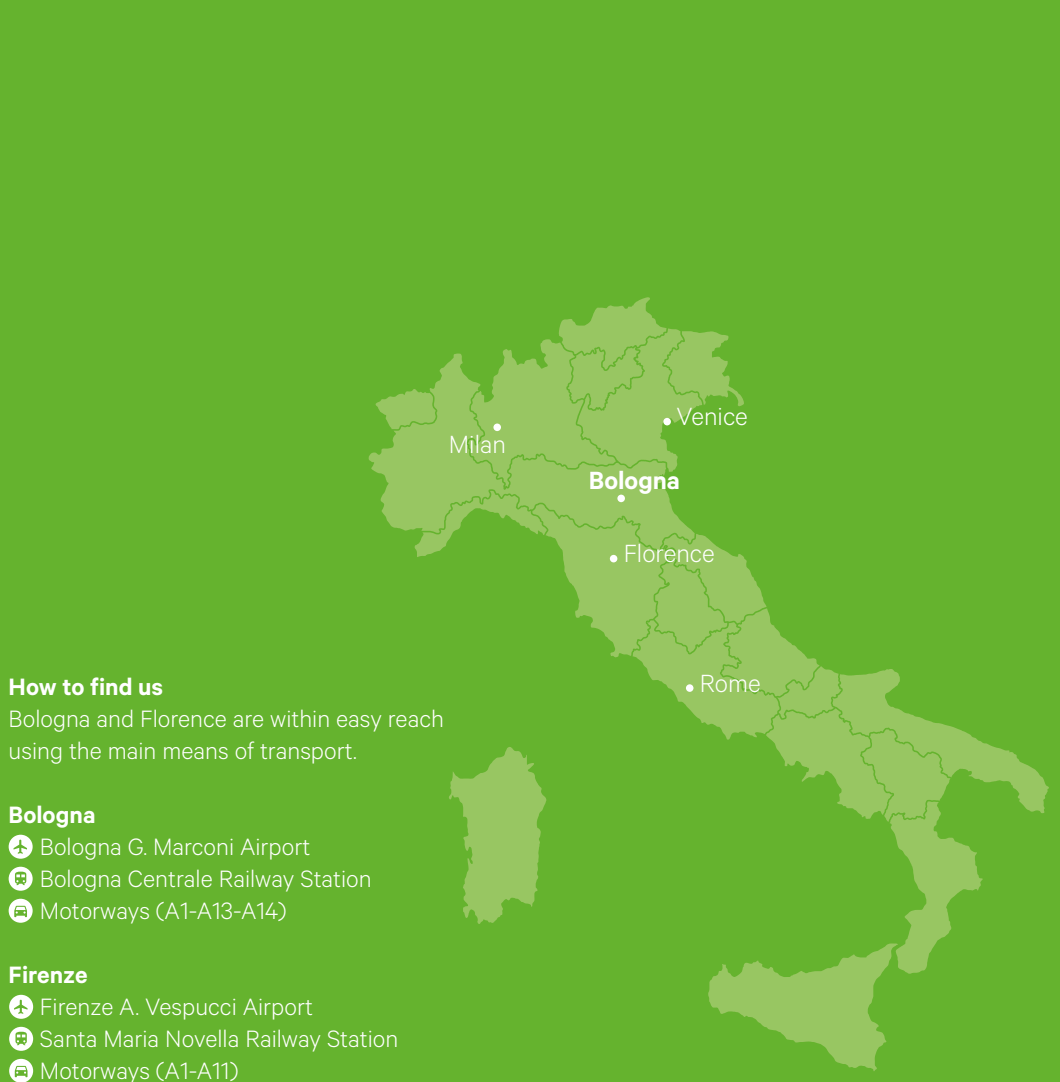 Venice
Milan
Bologna
Florence
Rome
How to find us
Bologna and Florence are within easy reach
using the main means of transport.
Bologna
Bologna G. Marconi Airport
Bologna Centrale Railway Station
Motorways (A1-A13-A14)
Firenze
Firenze A. Vespucci Airport
Santa Maria Novella Railway Station
Motorways (A1-A11)